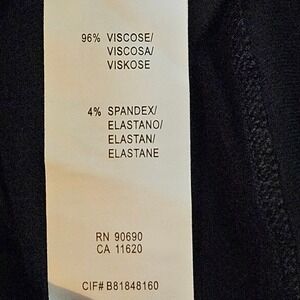 96% VISCOSE/
VISCOSA/
VISKOSE
4% SPANDEX/
ELASTANO/
ELASTAN/
ELASTANE
RN 90690
CA 11620
CIF# B81848160